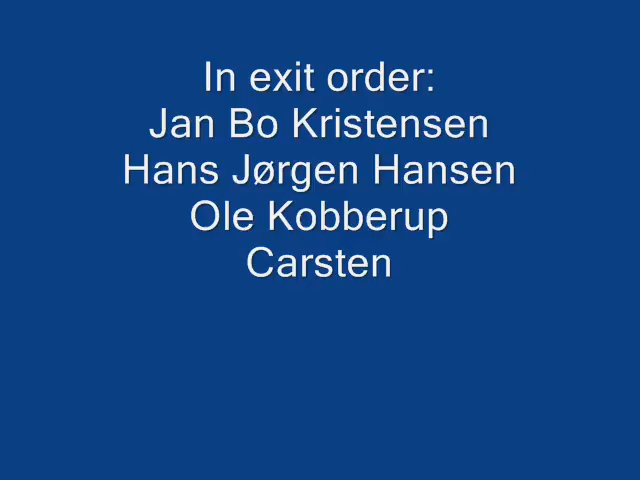 In exit order:
Jan Bo Kristensen
Hans Jørgen Hansen
Ole Kobberup
Carsten